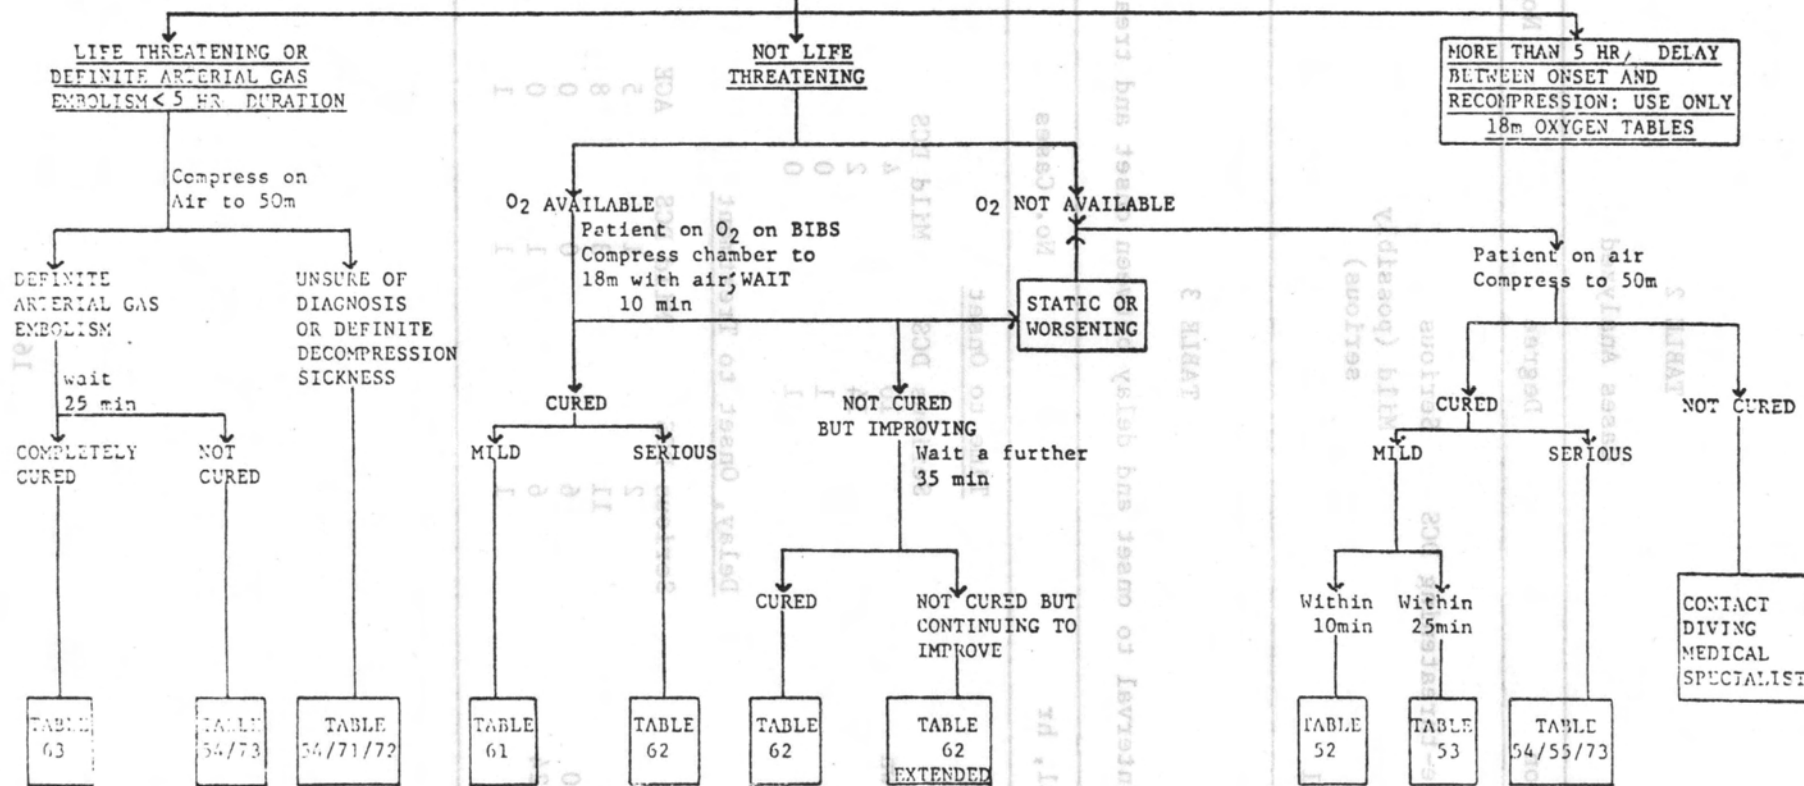 LIFE THREATENING OR
DEFINITE ARTERIAL GAS
EMBOLISM < 5 HR DURATION
NOT LIFE
THREATENING
MORE THAN 5 HR, DELAY
BETWEEN ONSET AND
RECOMPRESSION: USE ONLY
18m OXYGEN TABLES
Compress on
Air to 50m
DEFINITE
ARTERIAL GAS
EMBOLISM
wait
25 min
COMPLETELY
CURED
NOT
CURED
UNSURE OF
DIAGNOSIS
OR DEFINITE
DECOMPRESSION
SICKNESS
O2 AVAILABLE
Patient on O2 on BIBS
Compress chamber to
18m with air; WAIT
10 min
O2 NOT AVAILABLE
STATIC OR
WORSENING
CURED
MILD
SERIOUS
NOT CURED
BUT IMPROVING
Wait a further
35 min
CURED
NOT CURED BUT
CONTINUING TO
IMPROVE
Patient on air
Compress to 50m
CURED
NOT CURED
MILD
SERIOUS
Within
10min
Within
25min
CONTACT
DIVING
MEDICAL
SPECIALIST
TABLE
63
TABLE
54/73
TABLE
54/71/72
TABLE
61
TABLE
62
TABLE
62
TABLE
62
EXTENDED
TABLE
52
TABLE
53
TABLE
54/55/73